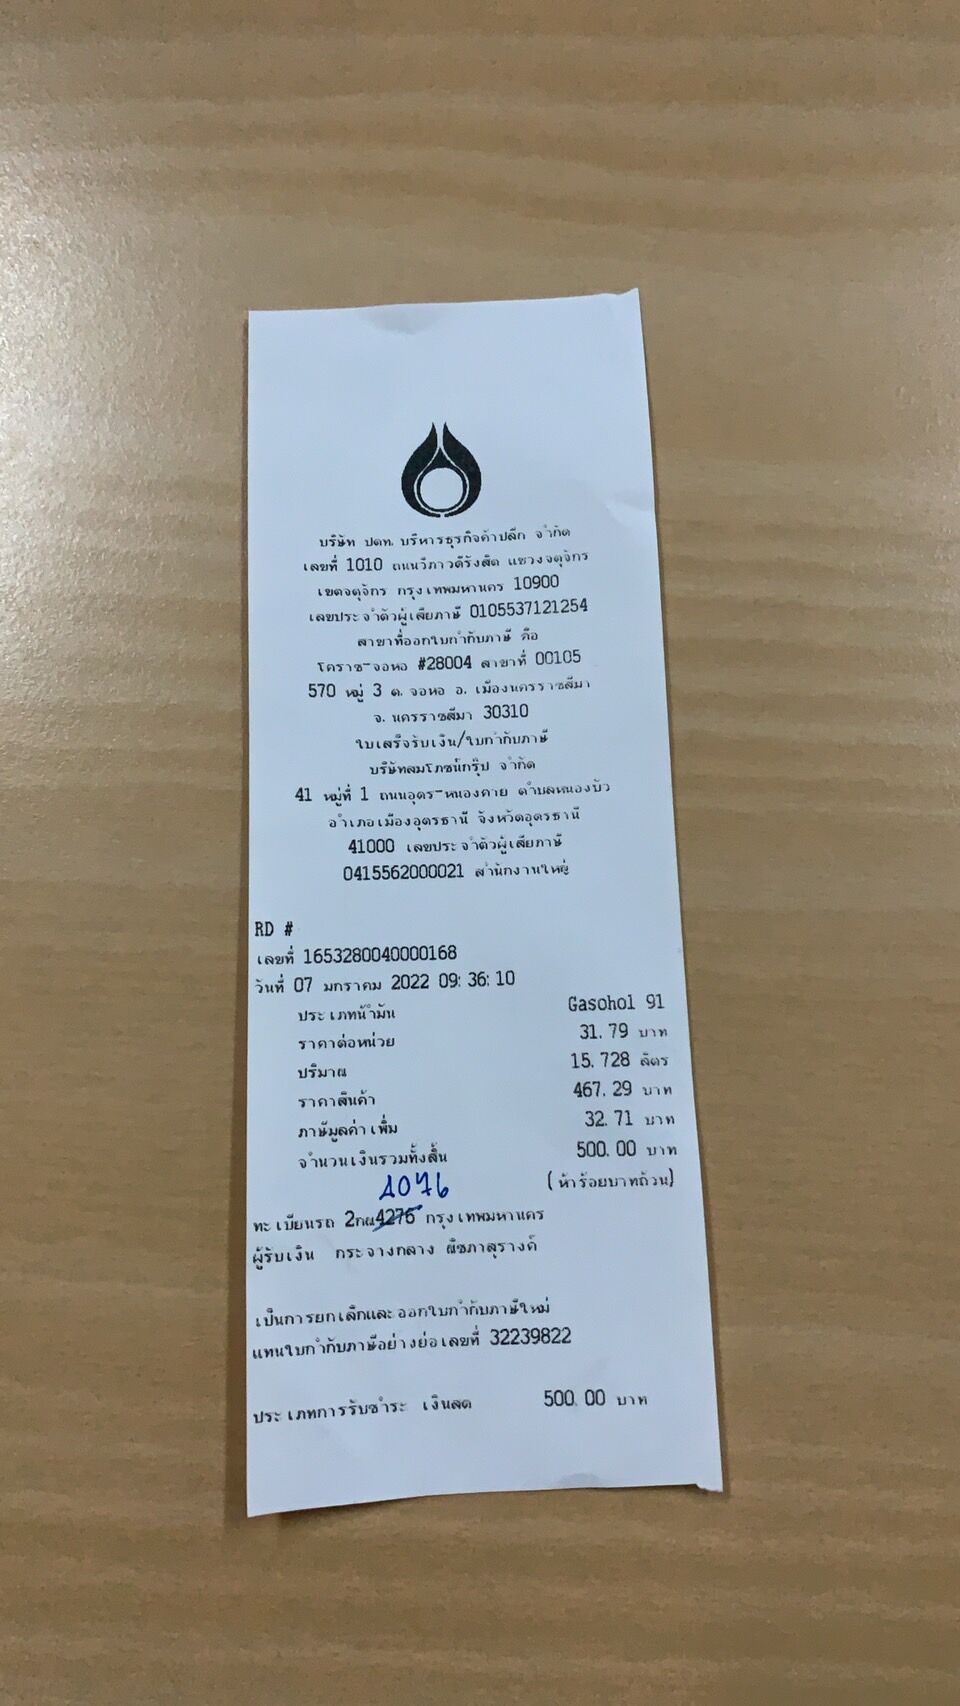 บริษัท ปตท. บริหารธุรกิจค้าปลีก จำกัด
เลขที่ 1010 ถนนวิภาวดีรังสิต แขวงจตุจักร
เขตจตุจักร กรุงเทพมหานคร 10900
เลขประจำตัวผู้เสียภาษี 0105537121254
สาขาที่ออกใบกำกับภาษี คือ
โคราช-จอหอ #28004 สาขาที่ 00105
570 หมู่ 3 ต. จอหอ อ. เมืองนครราชสีมา
จ. นครราชสีมา 30310
ใบเสร็จรับเงิน/ใบกำกับภาษี
บริษัทลมโภชน์กรุ๊ป จำกัด
41 หมู่ที่ 1 ถนนอุดร-หนองคาย ตำบลหนองบัว
อำเภอเมืองอุดรธานี จังหวัดอุดรธานี
41000 เลขประจำตัวผู้เสียภาษี
0415562000021 สำนักงานใหญ่
RD #
เลขที่ 1653280040000168
วันที่ 07 มกราคม 2022 09:36:10
ประเภทน้ำมัน Gasohol 91
ราคาต่อหน่วย 31.79 บาท
ปริมาณ 15.728 ลิตร
ราคาสินค้า 467.29 บาท
ภาษีมูลค่าเพิ่ม 32.71 บาท
จำนวนเงินรวมทั้งสิ้น 500.00 บาท
(ห้าร้อยบาทถ้วน)
1076
ทะเบียนรถ 2กฒ4276 กรุงเทพมหานคร
ผู้รับเงิน กระจางกลาง ณิชภาสุรางค์
เป็นการยกเลิกและออกใบกำกับภาษีใหม่
แทนใบกำกับภาษีอย่างย่อเลขที่ 32239822
ประเภทการรับชำระ เงินสด 500.00 บาท